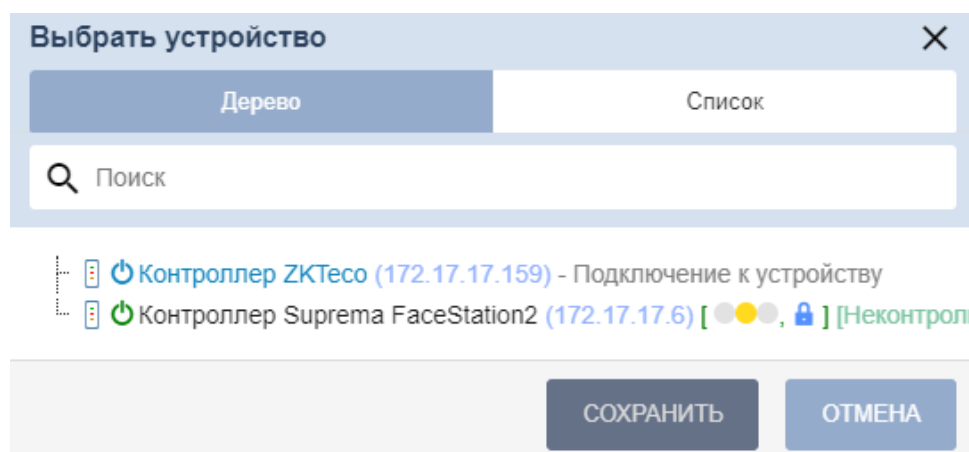 Выбрать устройство
Дерево Список
Поиск
Контроллер ZKTeco (172.17.17.159) - Подключение к устройству
Контроллер Suprema FaceStation2 (172.17.17.6) [ , ] [Неконтрол
СОХРАНИТЬ ОТМЕНА